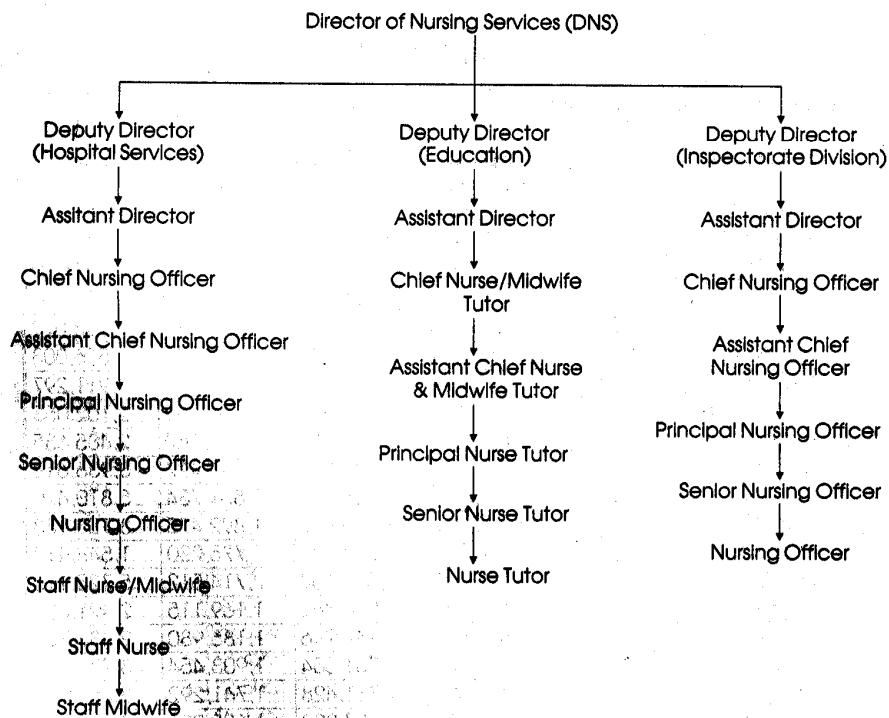 Director of Nursing Services (DNS)
Deputy Director
(Hospital Services)
Assitant Director
Chief Nursing Officer
Assistant Chief Nursing Officer
Principal Nursing Officer
Senior Nursing Officer
Nursing Officer
Staff Nurse/Midwife
Staff Nurse
Staff Midwife
Deputy Director
(Education)
Assistant Director
Chief Nurse/Midwife
Tutor
Assistant Chief Nurse
& Midwife Tutor
Principal Nurse Tutor
Senior Nurse Tutor
Nurse Tutor
Deputy Director
(Inspectorate Division)
Assistant Director
Chief Nursing Officer
Assistant Chief
Nursing Officer
Principal Nursing Officer
Senior Nursing Officer
Nursing Officer